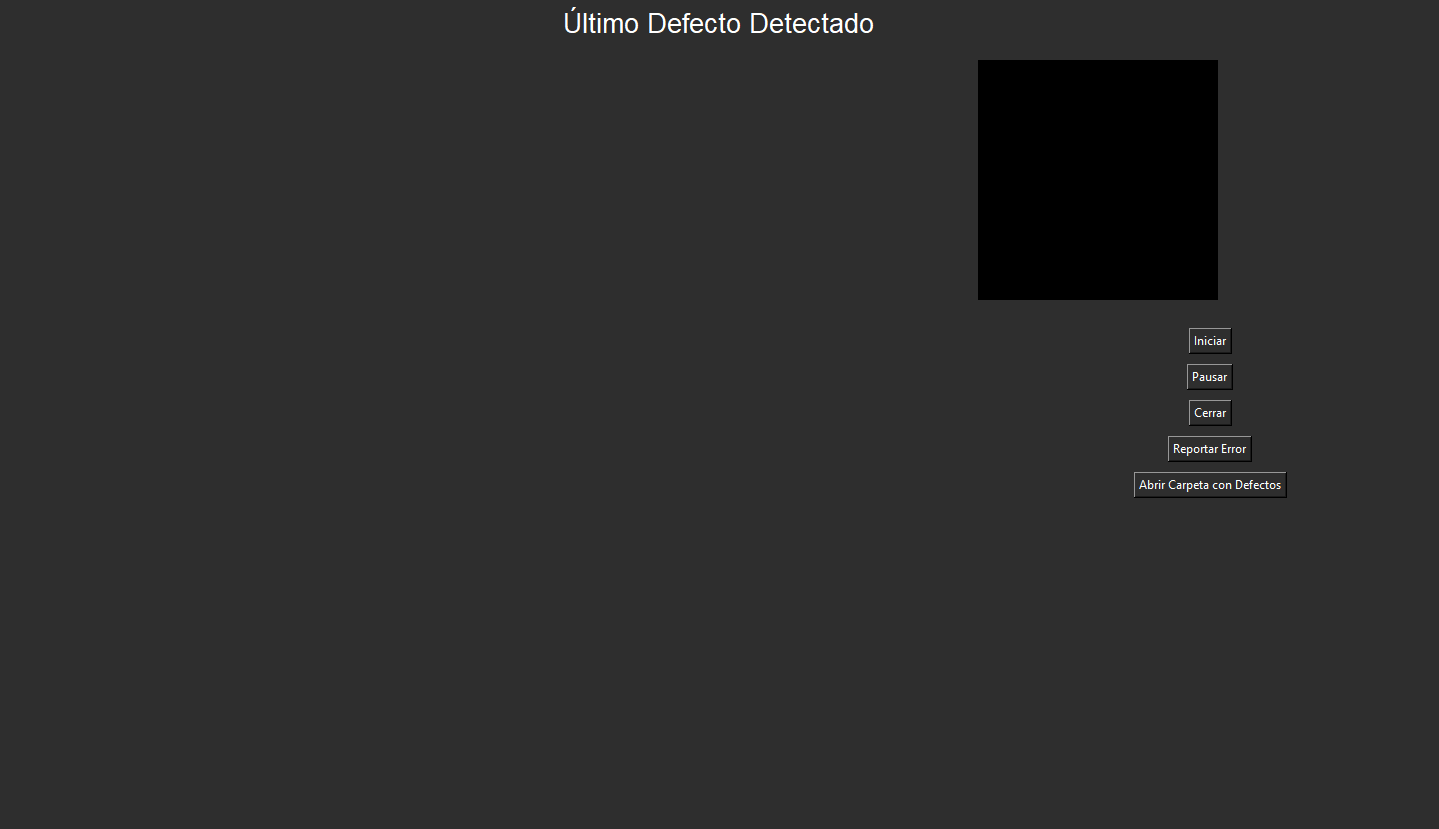 Último Defecto Detectado
Iniciar
Pausar
Cerrar
Reportar Error
Abrir Carpeta con Defectos